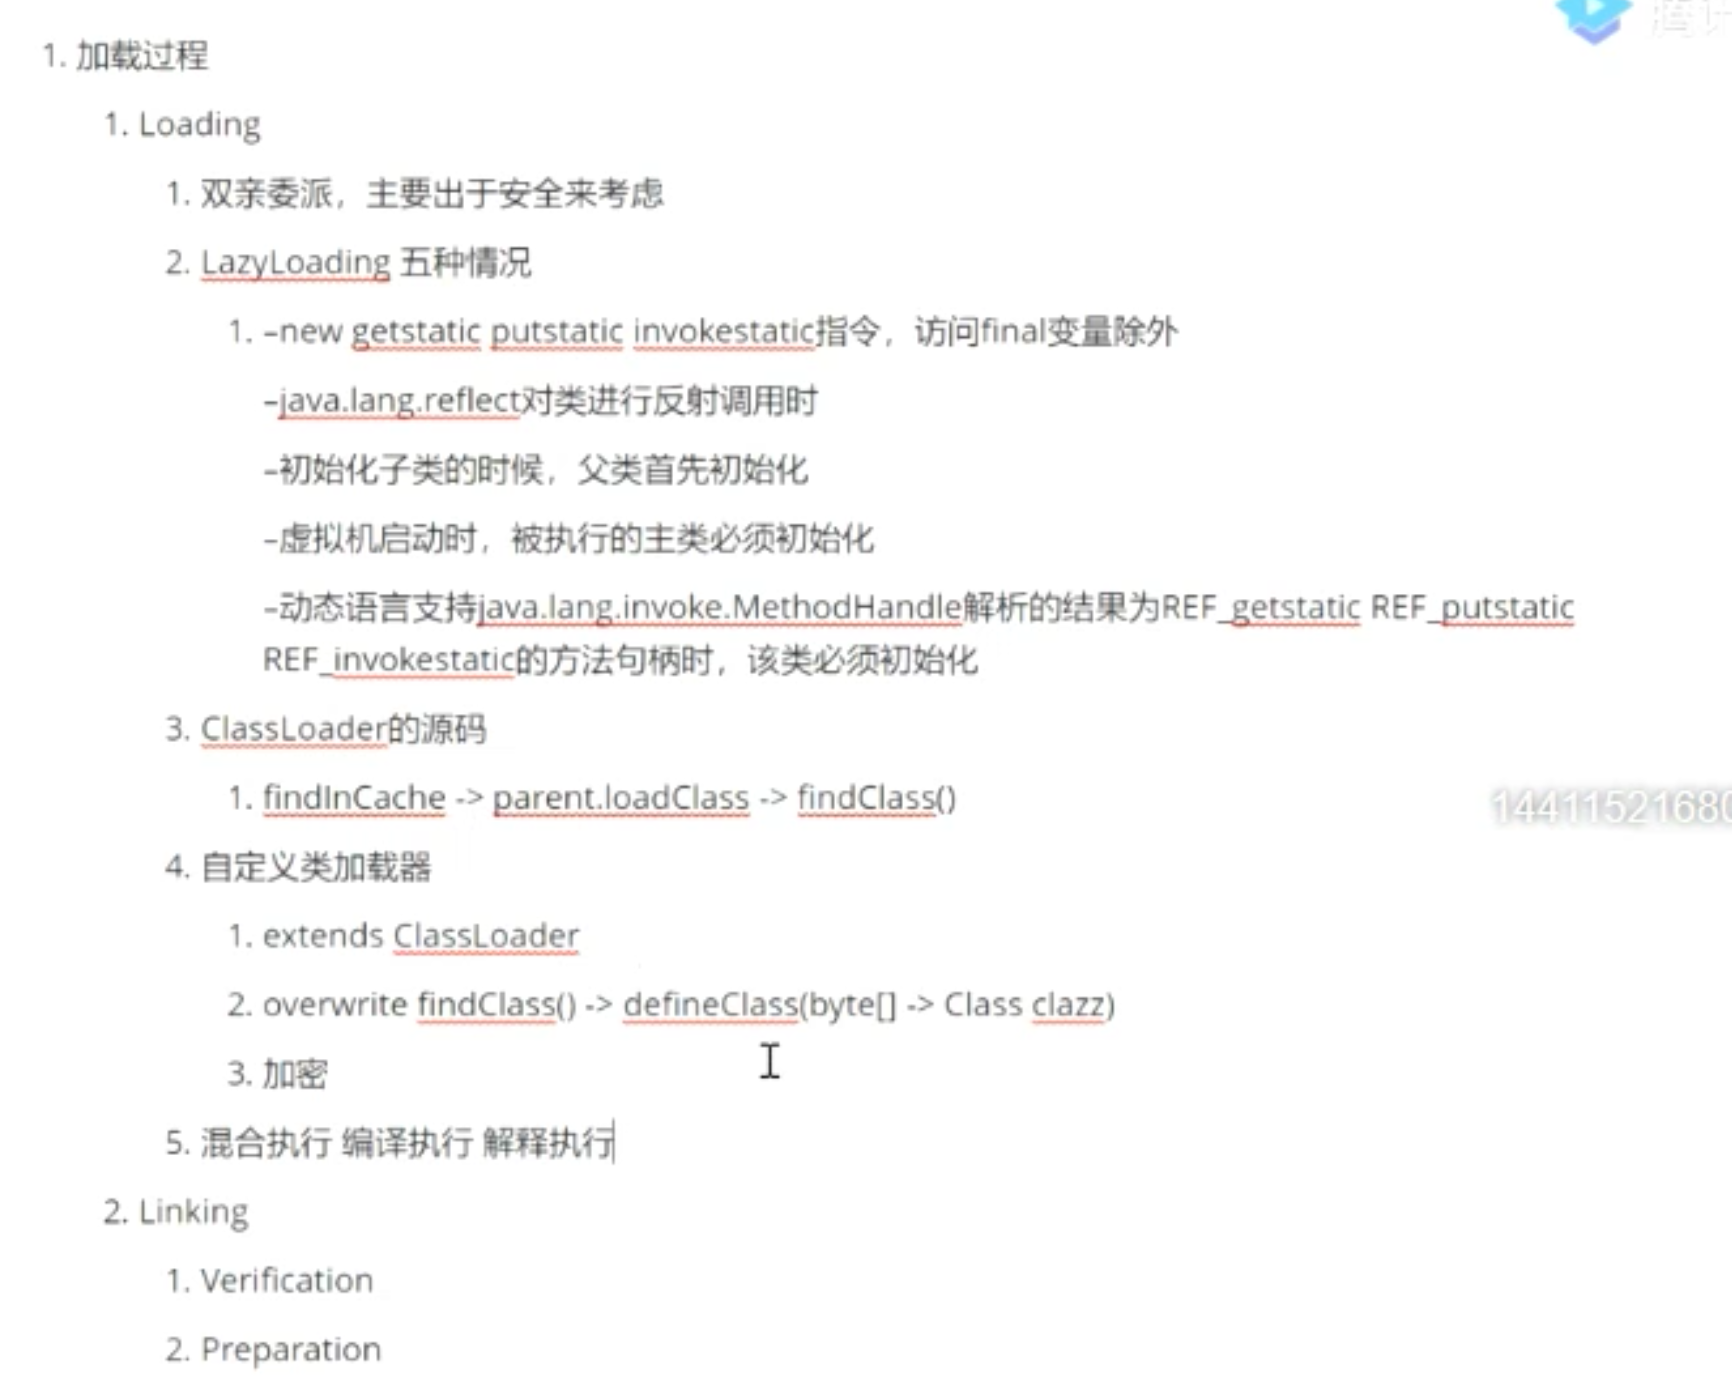 腾讯
1. 加载过程
1. Loading
1. 双亲委派，主要出于安全来考虑
2. LazyLoading 五种情况
1. –new getstatic putstatic invokestatic指令，访问final变量除外
–java.lang.reflect对类进行反射调用时
–初始化子类的时候，父类首先初始化
–虚拟机启动时，被执行的主类必须初始化
–动态语言支持java.lang.invoke.MethodHandle解析的结果为REF_getstatic REF_putstatic
REF_invokestatic的方法句柄时，该类必须初始化
3. ClassLoader的源码
1. findInCache -> parent.loadClass -> findClass()
14411521680
4. 自定义类加载器
1. extends ClassLoader
2. overwrite findClass() -> defineClass(byte[] -> Class clazz)
3. 加密
5. 混合执行 编译执行 解释执行
2. Linking
1. Verification
2. Preparation